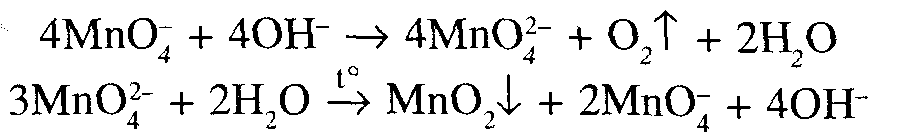 4MnO₄⁻ + 4OH⁻ → 4MnO₄²⁻ + O₂↑ + 2H₂O
3MnO₄²⁻ + 2H₂O —t°→ MnO₂↓ + 2MnO₄⁻ + 4OH⁻